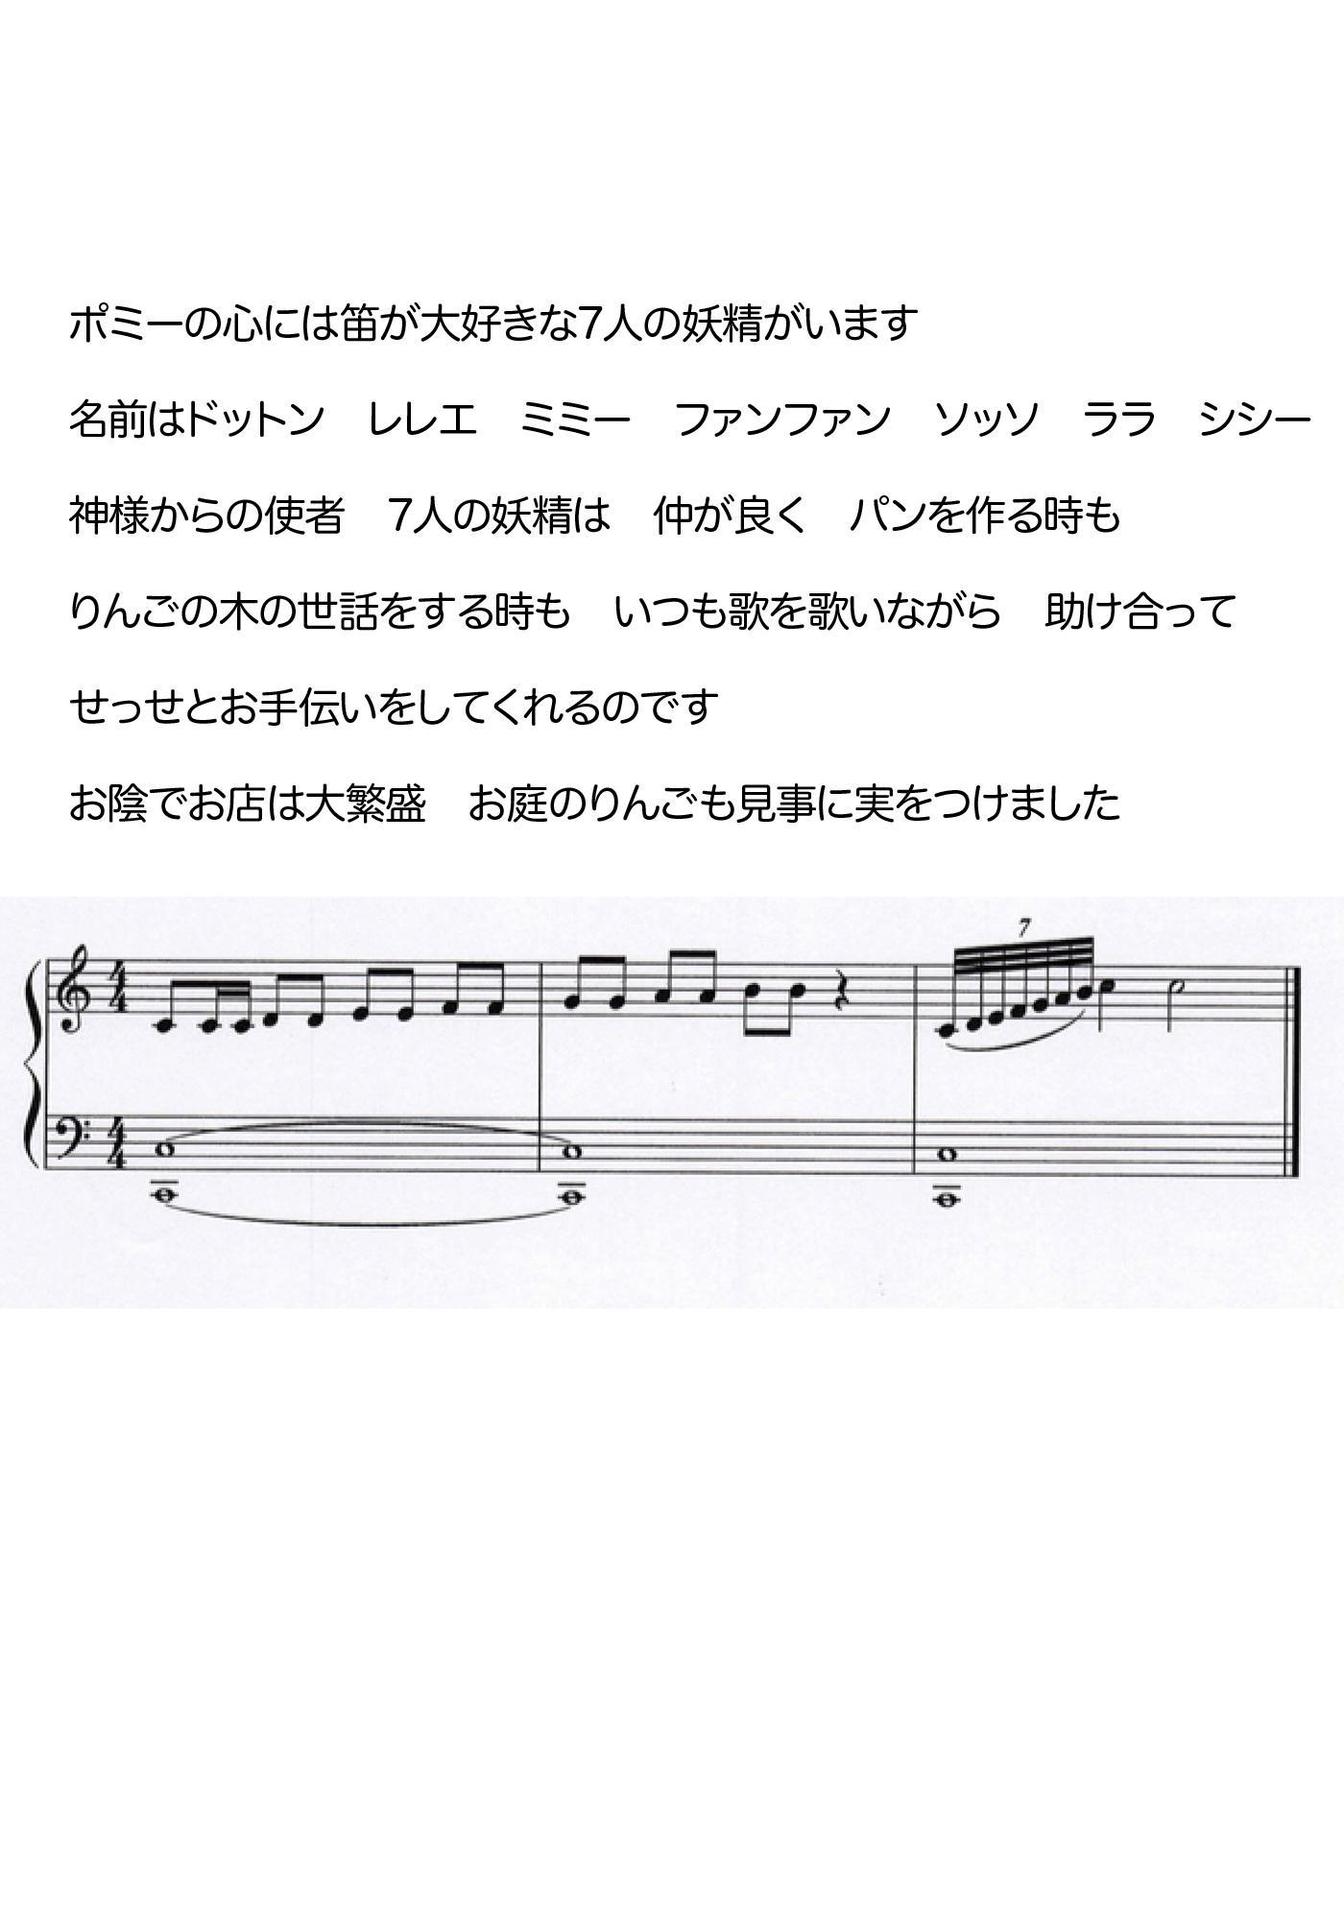 ポミーの心には笛が大好きな7人の妖精がいます
名前はドットン　レレエ　ミミー　ファンファン　ソッソ　ララ　シシー
神様からの使者　7人の妖精は　仲が良く　パンを作る時も
りんごの木の世話をする時も　いつも歌を歌いながら　助け合って
せっせとお手伝いをしてくれるのです
お陰でお店は大繁盛　お庭のりんごも見事に実をつけました
7